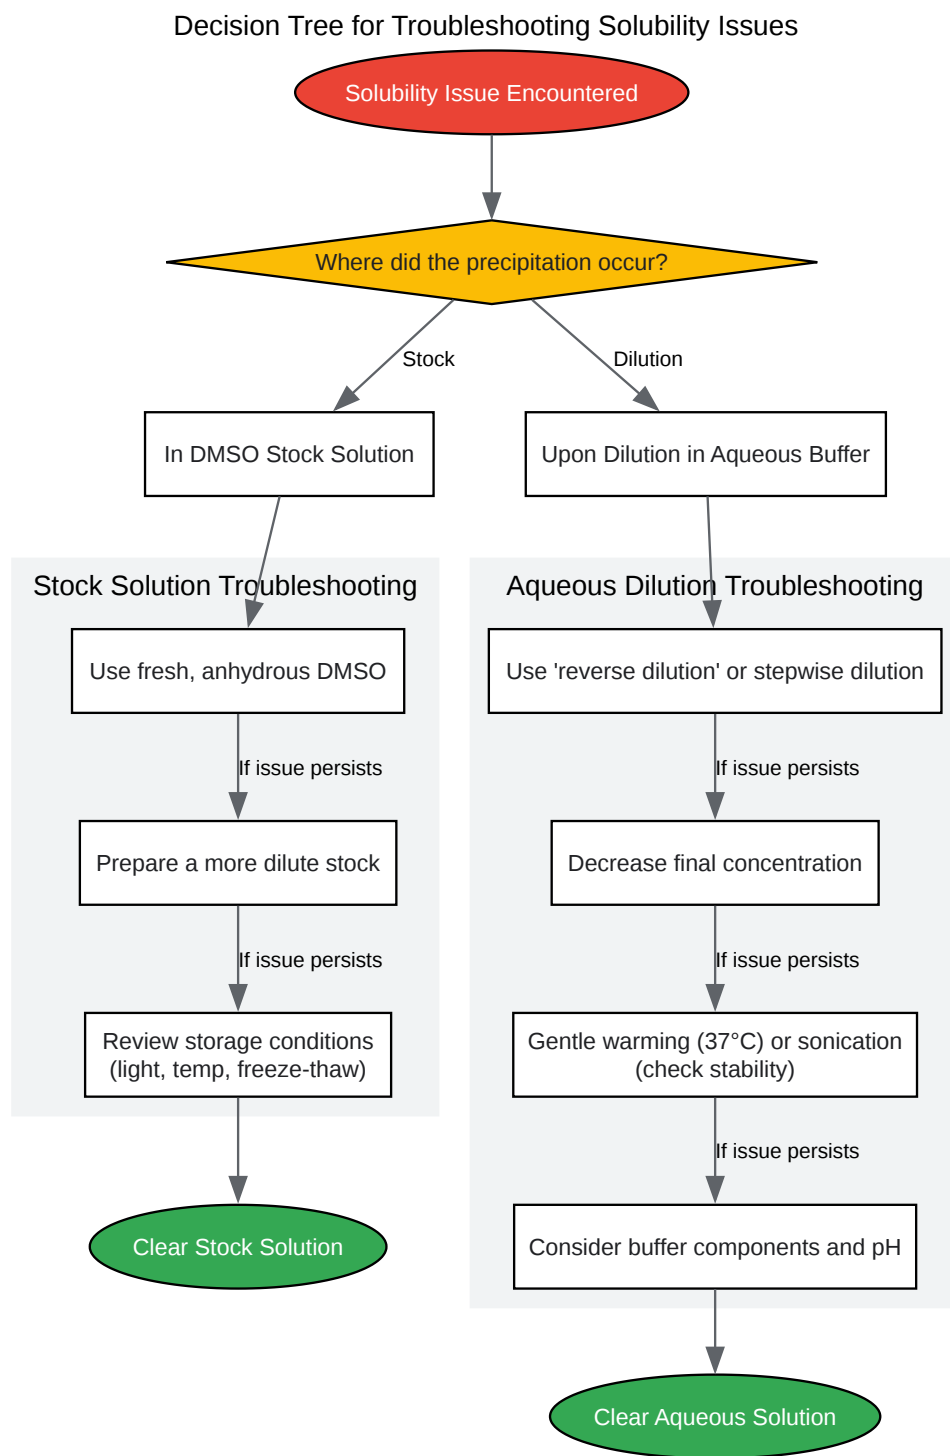 Decision Tree for Troubleshooting Solubility Issues
Solubility Issue Encountered
Where did the precipitation occur?
Stock
Dilution
In DMSO Stock Solution
Upon Dilution in Aqueous Buffer
Stock Solution Troubleshooting
Use fresh, anhydrous DMSO
If issue persists
Prepare a more dilute stock
If issue persists
Review storage conditions
(light, temp, freeze-thaw)
Clear Stock Solution
Aqueous Dilution Troubleshooting
Use 'reverse dilution' or stepwise dilution
If issue persists
Decrease final concentration
If issue persists
Gentle warming (37°C) or sonication
(check stability)
If issue persists
Consider buffer components and pH
Clear Aqueous Solution